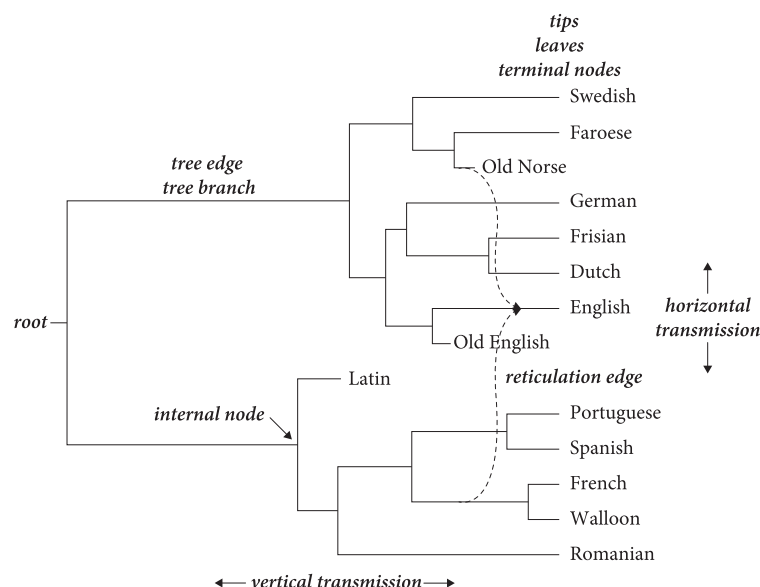 tips
leaves
terminal nodes
Swedish
Faroese
tree edge
tree branch
Old Norse
German
Frisian
Dutch
English
horizontal
transmission
root
Old English
Latin
reticulation edge
internal node
Portuguese
Spanish
French
Walloon
Romanian
vertical transmission